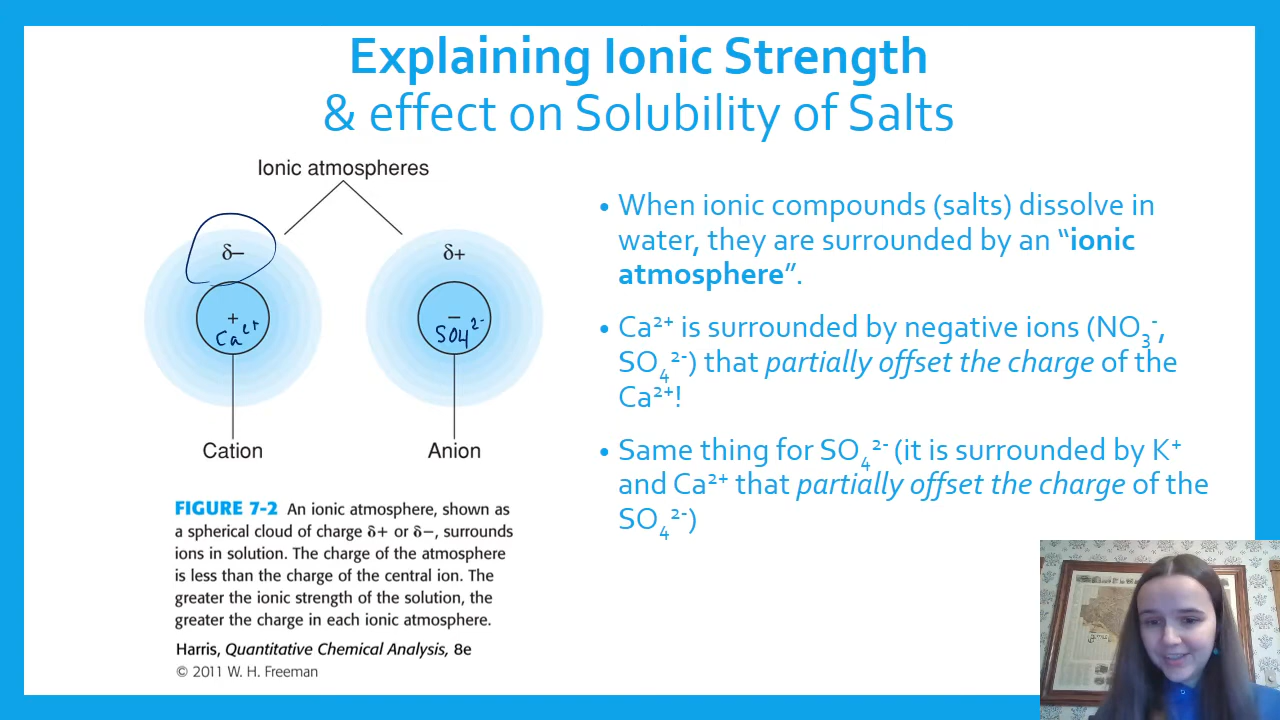 Explaining Ionic Strength
& effect on Solubility of Salts
Ionic atmospheres
δ−
δ+
+
Ca²⁺
−
SO4²⁻
Cation
Anion
FIGURE 7-2 An ionic atmosphere, shown as
a spherical cloud of charge δ+ or δ−, surrounds
ions in solution. The charge of the atmosphere
is less than the charge of the central ion. The
greater the ionic strength of the solution, the
greater the charge in each ionic atmosphere.
Harris, Quantitative Chemical Analysis, 8e
© 2011 W. H. Freeman
• When ionic compounds (salts) dissolve in
water, they are surrounded by an “ionic
atmosphere”.
• Ca²⁺ is surrounded by negative ions (NO₃⁻,
SO₄²⁻) that partially offset the charge of the
Ca²⁺!
• Same thing for SO₄²⁻ (it is surrounded by K⁺
and Ca²⁺ that partially offset the charge of the
SO₄²⁻)